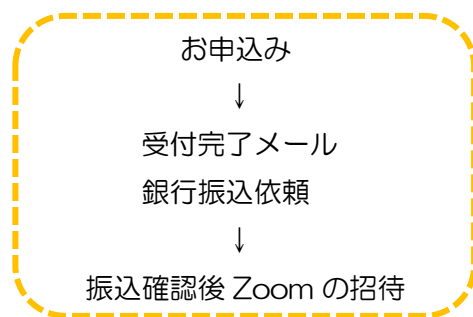 お申込み
↓
受付完了メール
銀行振込依頼
↓
振込確認後 Zoom の招待